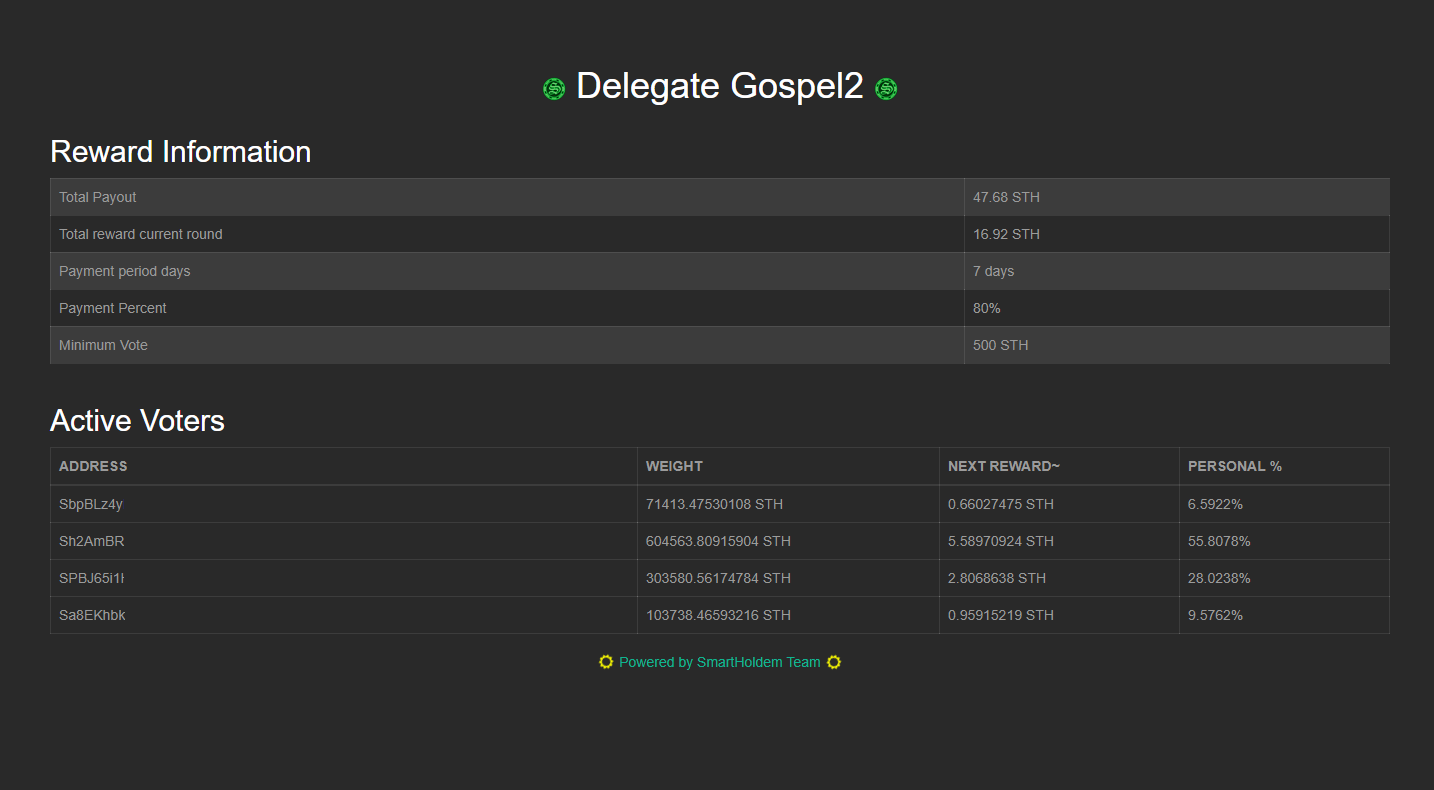 Delegate Gospel2
Reward Information
Total Payout 47.68 STH
Total reward current round 16.92 STH
Payment period days 7 days
Payment Percent 80%
Minimum Vote 500 STH
Active Voters
ADDRESS WEIGHT NEXT REWARD~ PERSONAL %
SbpBLz4y 71413.47530108 STH 0.66027475 STH 6.5922%
Sh2AmBR 604563.80915904 STH 5.58970924 STH 55.8078%
303580.56174784 STH 2.8068638 STH 28.0238%
Sa8EKhbk 103738.46593216 STH 0.95915219 STH 9.5762%
Powered by SmartHoldem Team